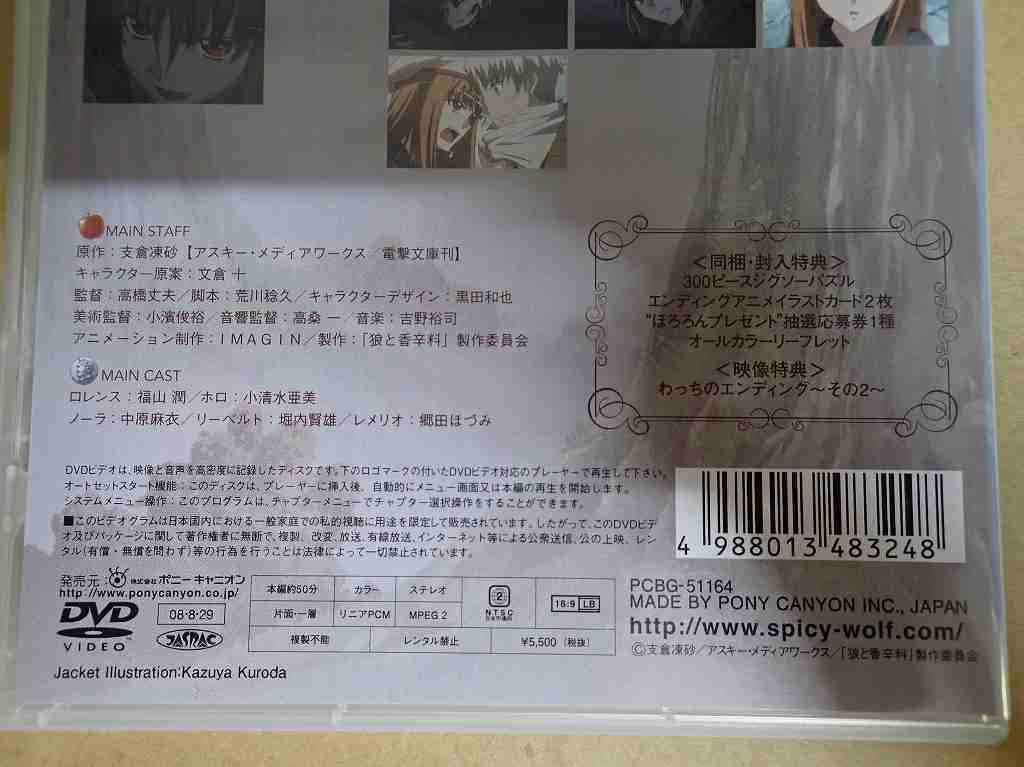 MAIN STAFF
原作：支倉凍砂【アスキー・メディアワークス／電撃文庫刊】
キャラクター原案：文倉 十
監督：高橋丈夫／脚本：荒川稔久／キャラクターデザイン：黒田和也
美術監督：小濱俊裕／音響監督：高桑 一／音楽：吉野裕司
アニメーション制作：ＩＭＡＧＩＮ／製作：「狼と香辛料」製作委員会
MAIN CAST
ロレンス：福山 潤／ホロ：小清水亜美
ノーラ：中原麻衣／リーベルト：堀内賢雄／レメリオ：郷田ほづみ
＜同梱・封入特典＞
300ピースジグソーパズル
エンディングアニメイラストカード2枚
"ほろろんプレゼント"抽選応募券1種
オールカラーリーフレット
＜映像特典＞
わっちのエンディング〜その2〜
DVDビデオは、映像と音声を高密度に記録したディスクです。下のロゴマークの付いたDVDビデオ対応のプレーヤーで再生して下さい。
オートセットスタート機能：このディスクは、プレーヤーに挿入後、自動的にメニュー画面又は本編の再生を開始します。
システムメニュー操作：このプログラムは、チャプターメニューでチャプター選択操作をすることができます。
■このビデオグラムは日本国内における一般家庭での私的視聴に用途を限定して販売されています。したがって、このDVDビデ
オ及びパッケージに関して著作権者に無断で、複製、改変、放送、有線放送、インターネット等による公衆送信、公の上映、レン
タル(有償・無償を問わず)等の行為を行うことは法律によって一切禁止されています。
4 988013 483248
発売元：株式会社ポニーキャニオン
http://www.ponycanyon.co.jp/
DVD
VIDEO
08・8・29
JASRAC
本編約50分 カラー ステレオ
片面・一層 リニアPCM MPEG 2
複製不能 レンタル禁止 ¥5,500（税抜）
2
NTSC
日本市場向
16:9 LB
PCBG-51164
MADE BY PONY CANYON INC., JAPAN
http://www.spicy-wolf.com/
Ⓒ支倉凍砂／アスキー・メディアワークス／「狼と香辛料」製作委員会
Jacket Illustration:Kazuya Kuroda